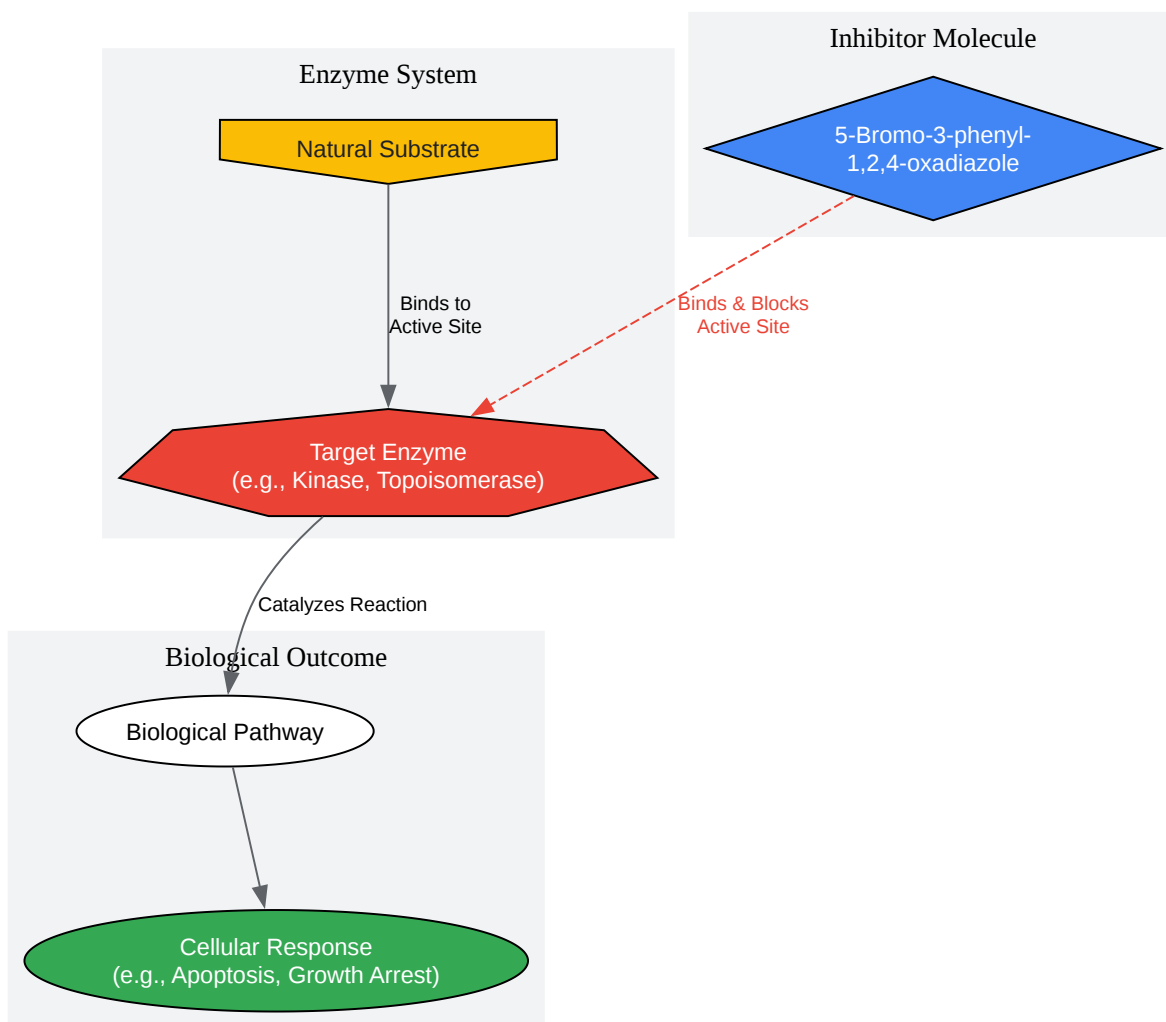 Inhibitor Molecule
5-Bromo-3-phenyl-
1,2,4-oxadiazole
Enzyme System
Natural Substrate
Binds to
Active Site
Binds & Blocks
Active Site
Target Enzyme
(e.g., Kinase, Topoisomerase)
Catalyzes Reaction
Biological Outcome
Biological Pathway
Cellular Response
(e.g., Apoptosis, Growth Arrest)